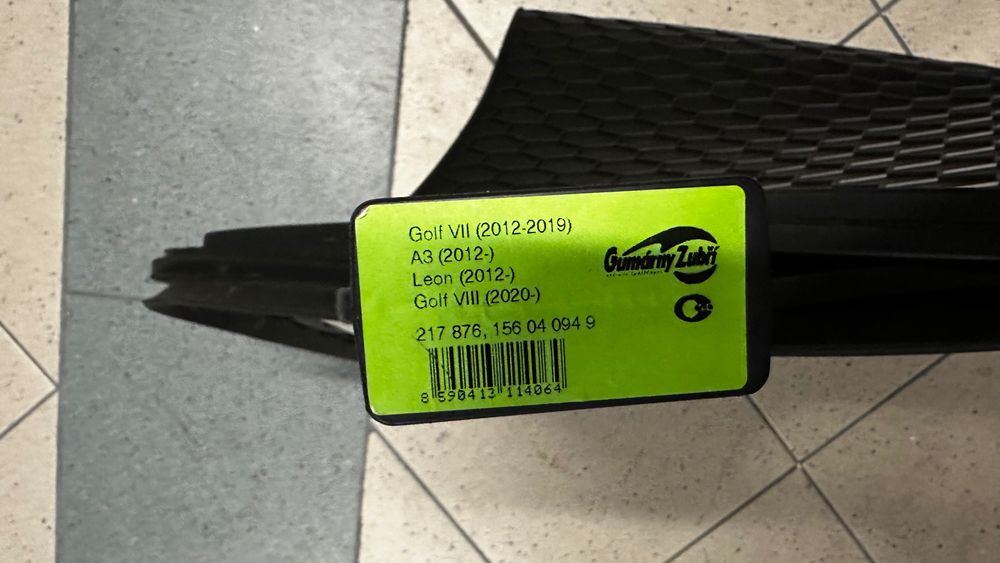 Golf VII (2012-2019)
A3 (2012-)
Leon (2012-)
Golf VIII (2020-)
217 876, 156 04 094 9
8 590413 114064
Gumárny Zubří